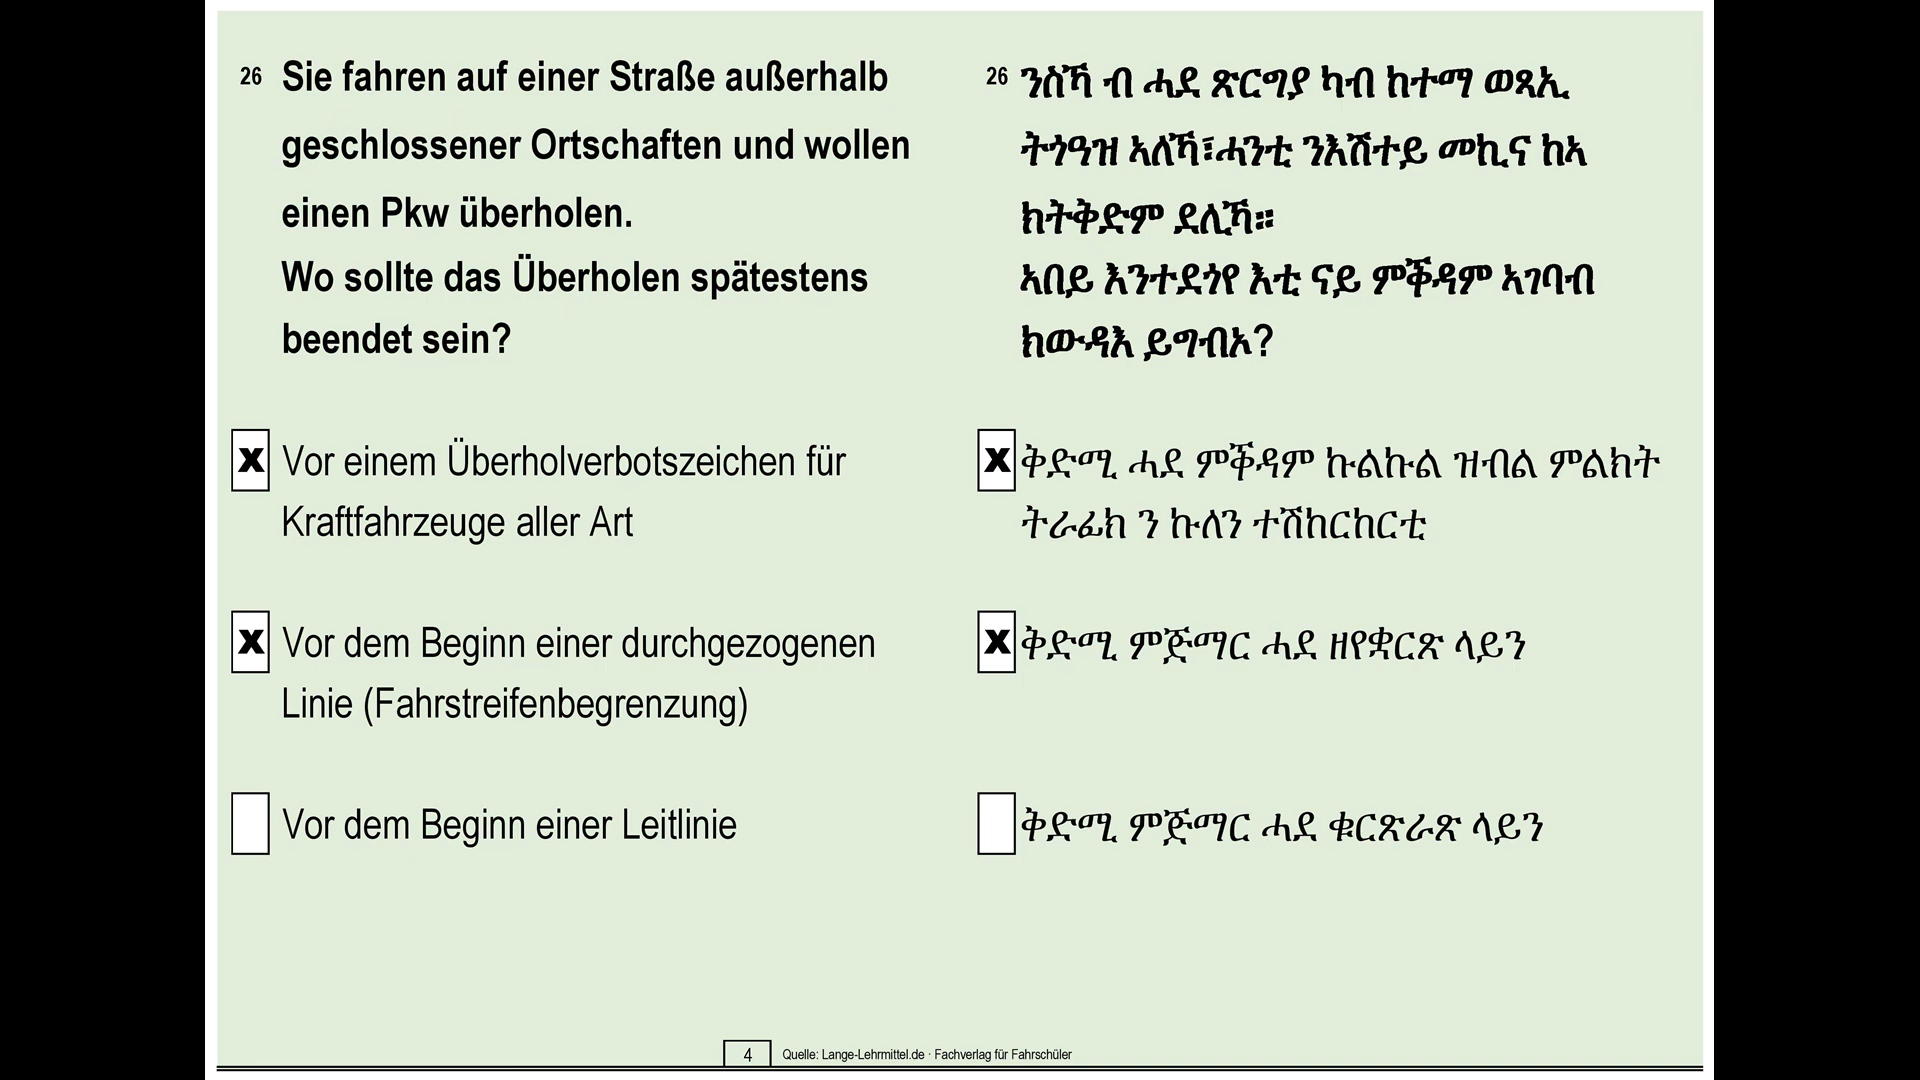 26 Sie fahren auf einer Straße außerhalb
geschlossener Ortschaften und wollen
einen Pkw überholen.
Wo sollte das Überholen spätestens
beendet sein?
X Vor einem Überholverbotszeichen für
Kraftfahrzeuge aller Art
X Vor dem Beginn einer durchgezogenen
Linie (Fahrstreifenbegrenzung)
Vor dem Beginn einer Leitlinie
26 ንስኻ ብ ሓደ ጽርግያ ካብ ከተማ ወጻኢ
ትጎዓዝ ኣለኻ፣ሓንቲ ንእሽተይ መኪና ከኣ
ክትቅድም ደሊኻ።
ኣበይ እንተደጎየ እቲ ናይ ምቕዳም ኣገባብ
ክውዳእ ይግብኦ?
X ቅድሚ ሓደ ምቕዳም ኩልኩል ዝብል ምልክት
ትራፊክ ን ኩለን ተሽከርከርቲ
X ቅድሚ ምጅማር ሓደ ዘየቋርጽ ላይን
ቅድሚ ምጅማር ሓደ ቁርጽራጽ ላይን
4 Quelle: Lange-Lehrmittel.de · Fachverlag für Fahrschüler